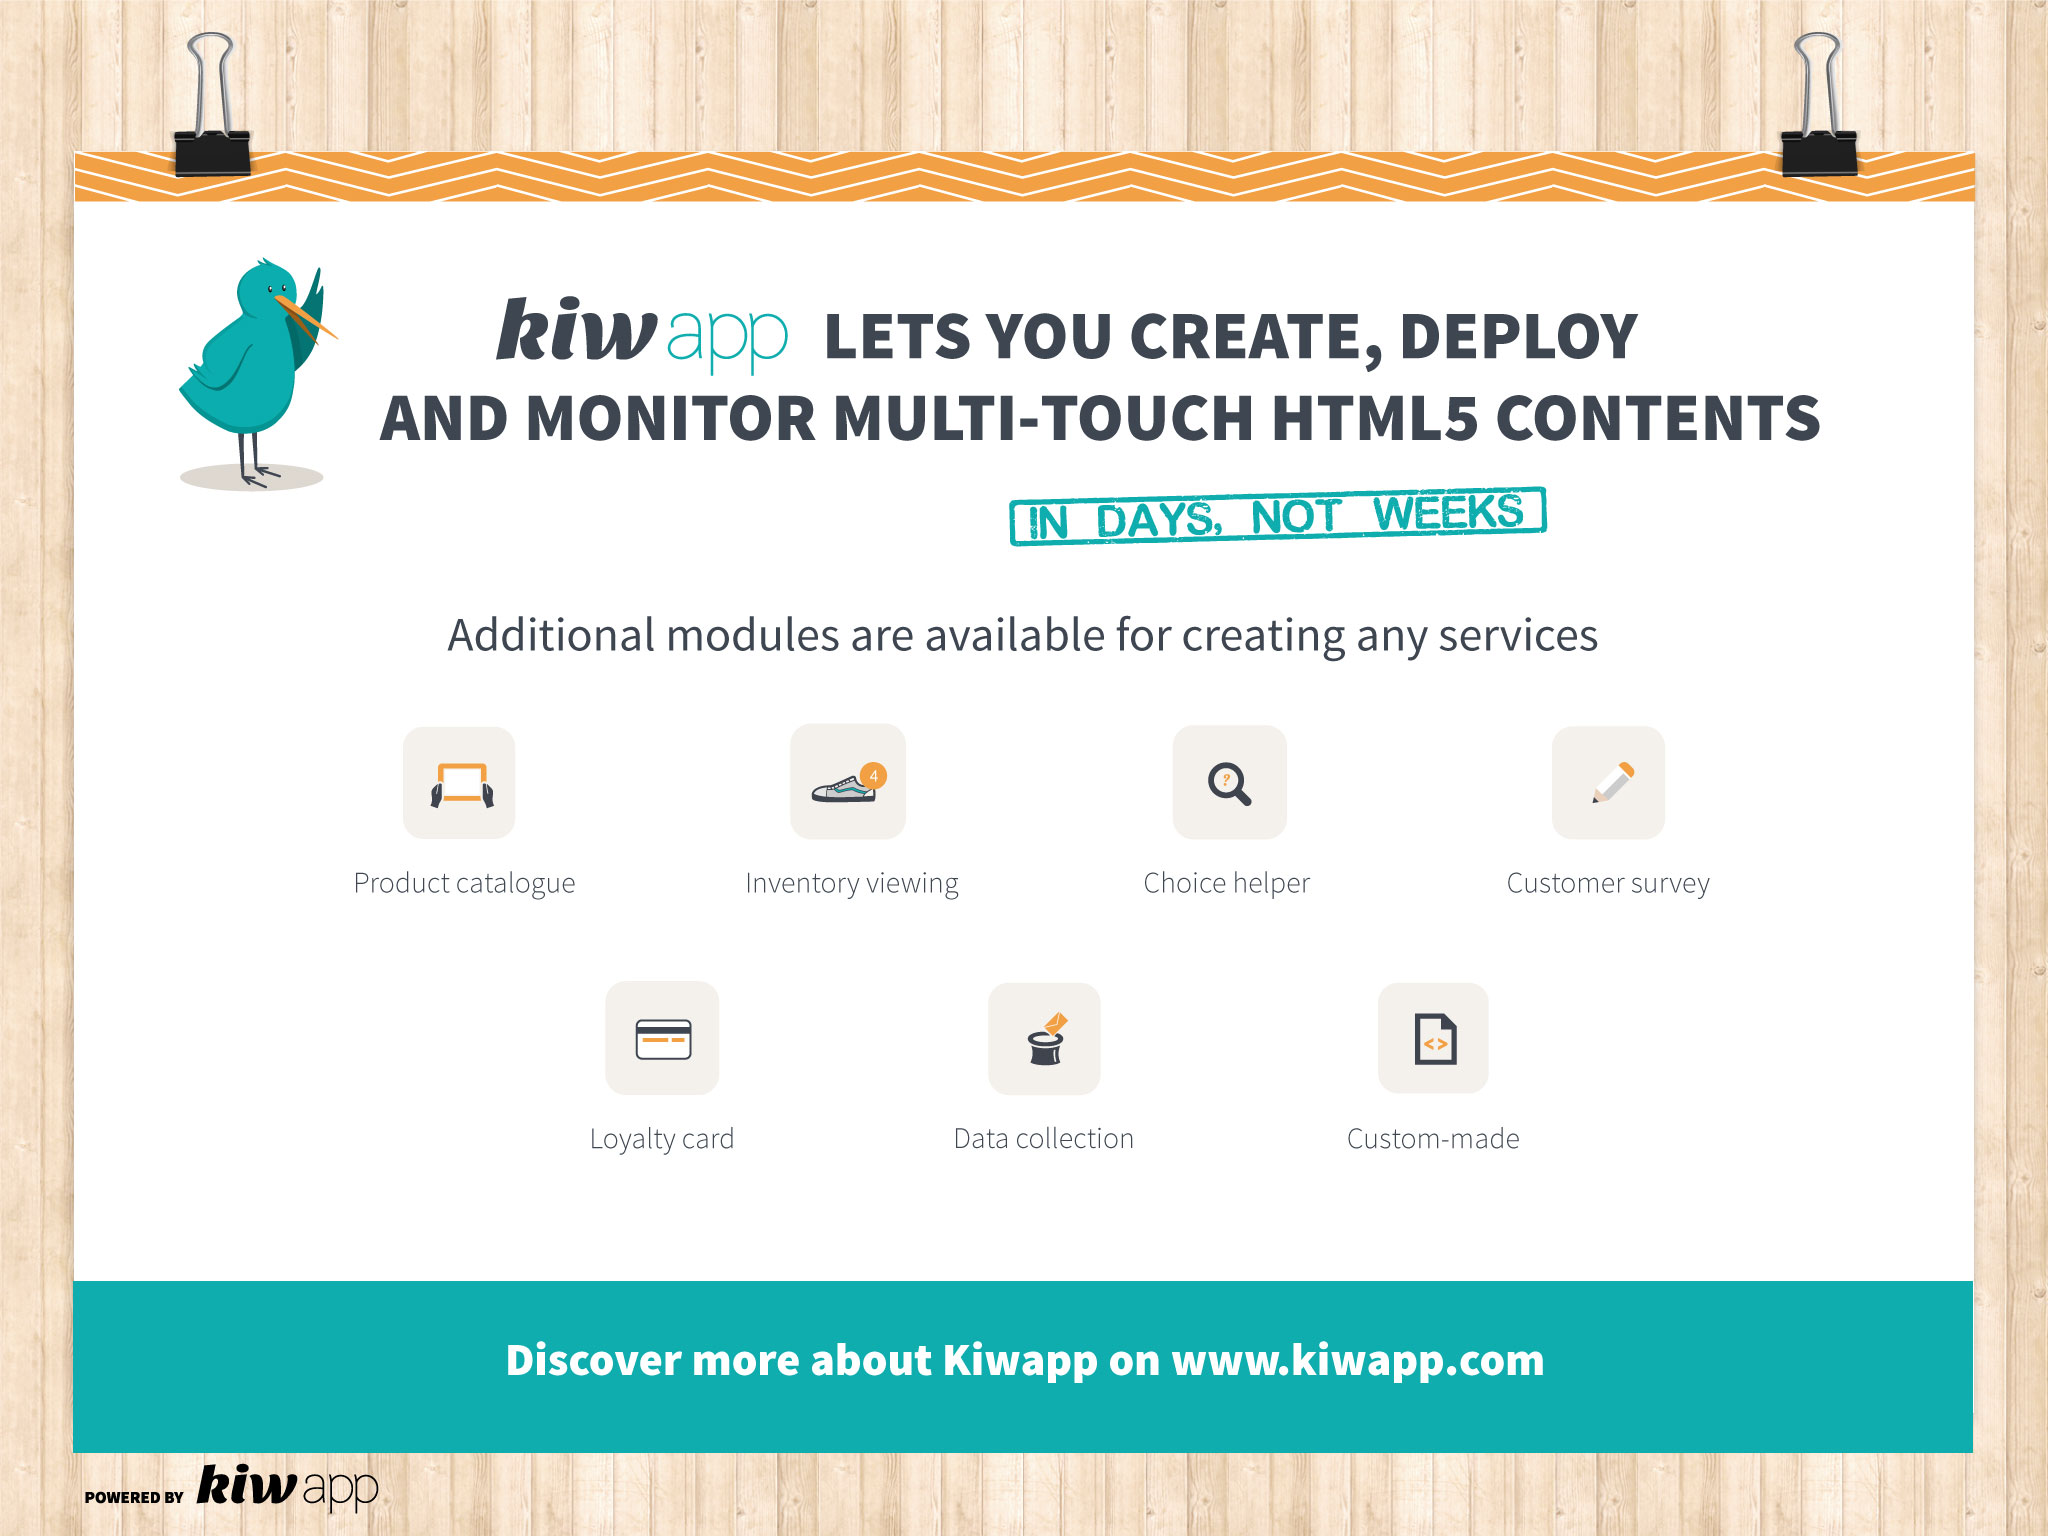 kiwapp LETS YOU CREATE, DEPLOY
AND MONITOR MULTI-TOUCH HTML5 CONTENTS
IN DAYS, NOT WEEKS
Additional modules are available for creating any services
4
?
<>
Product catalogue
Inventory viewing
Choice helper
Customer survey
Loyalty card
Data collection
Custom-made
Discover more about Kiwapp on www.kiwapp.com
POWERED BY kiwapp